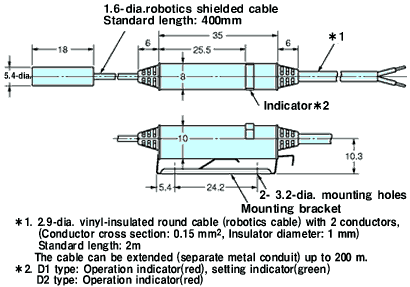 1.6-dia.robotics shielded cable
Standard length: 400mm
35
18
6
25.5
6
*1
5.4-dia.
8
Indicator*2
10
10.3
5.4
24.2
2- 3.2-dia. mounting holes
Mounting bracket
*1. 2.9-dia. vinyl-insulated round cable (robotics cable) with 2 conductors,
(Conductor cross section: 0.15 mm², Insulator diameter: 1 mm)
Standard length: 2m
The cable can be extended (separate metal conduit) up to 200 m.
*2. D1 type: Operation indicator(red), setting indicator(green)
D2 type: Operation indicator(red)